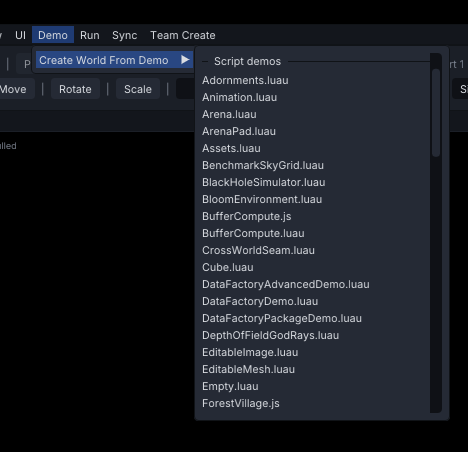 UI Demo Run Sync Team Create
Create World From Demo
Script demos
rt 1
Move | Rotate | Scale
Adornments.luau
Animation.luau
Arena.luau
ArenaPad.luau
Assets.luau
BenchmarkSkyGrid.luau
BlackHoleSimulator.luau
BloomEnvironment.luau
BufferCompute.js
BufferCompute.luau
CrossWorldSeam.luau
Cube.luau
DataFactoryAdvancedDemo.luau
DataFactoryDemo.luau
DataFactoryPackageDemo.luau
DepthOfFieldGodRays.luau
EditableImage.luau
EditableMesh.luau
Empty.luau
ForestVillage.js